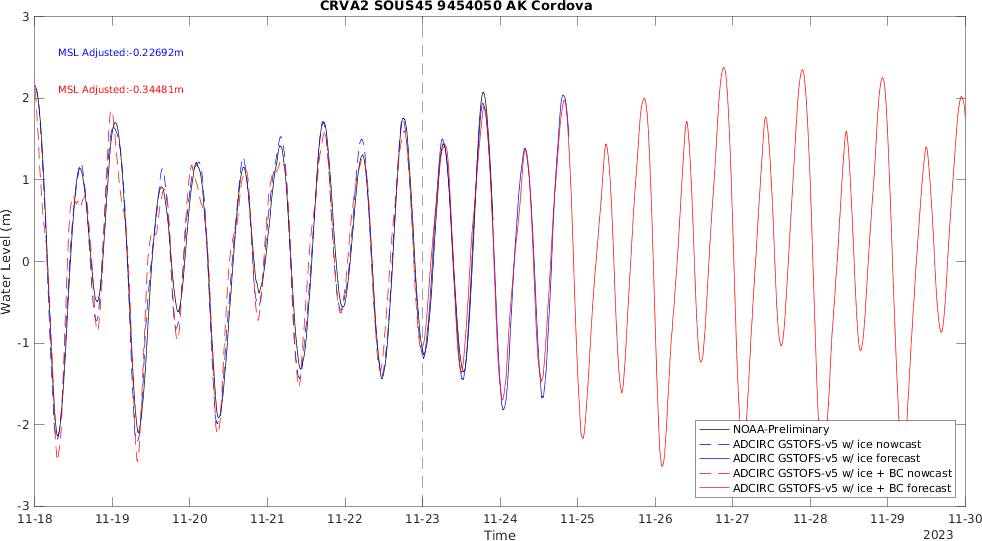 CRVA2 SOUS45 9454050 AK Cordova
3
2
1
0
-1
-2
-3
Water Level (m)
MSL Adjusted:-0.22692m
MSL Adjusted:-0.34481m
NOAA-Preliminary
ADCIRC GSTOFS-v5 w/ ice nowcast
ADCIRC GSTOFS-v5 w/ ice forecast
ADCIRC GSTOFS-v5 w/ ice + BC nowcast
ADCIRC GSTOFS-v5 w/ ice + BC forecast
11-18 11-19 11-20 11-21 11-22 11-23 11-24 11-25 11-26 11-27 11-28 11-29 11-30
Time
2023